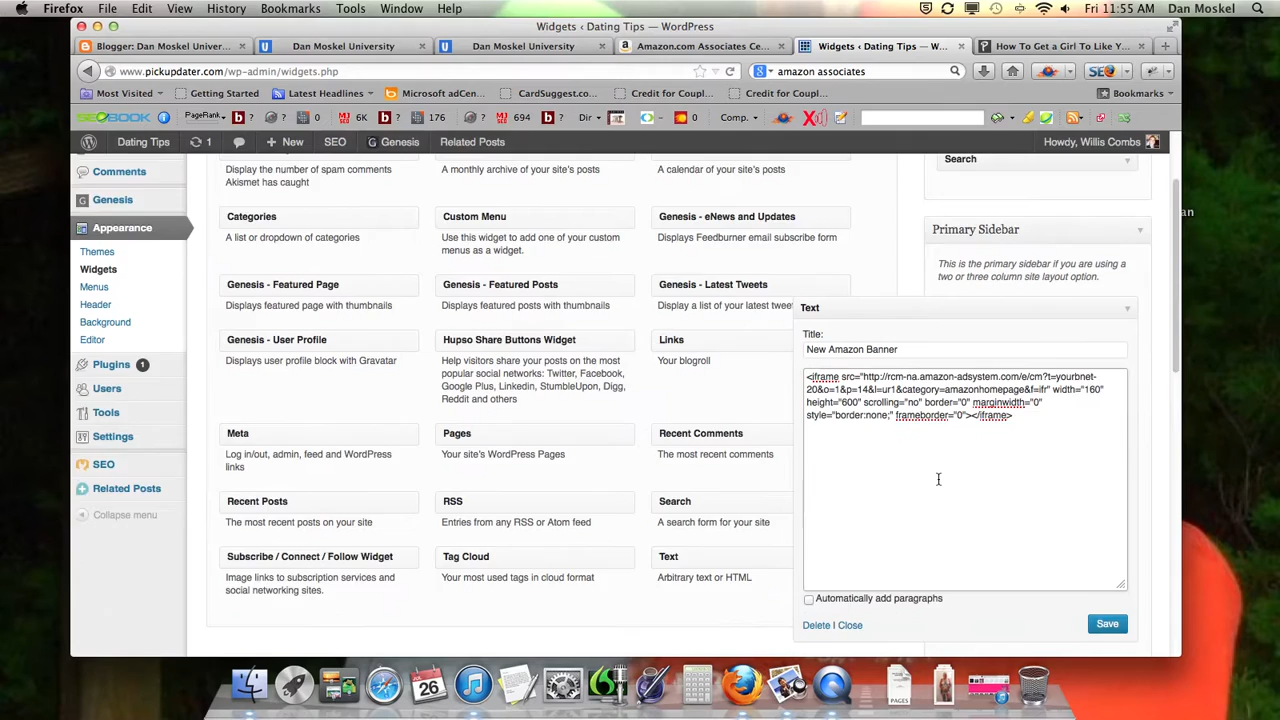 Firefox File Edit View History Bookmarks Tools Window Help Fri 11:55 AM Dan Moskel
Widgets ‹ Dating Tips — WordPress
Blogger: Dan Moskel Univer... Dan Moskel University Dan Moskel University Amazon.com Associates Ce... Widgets ‹ Dating Tips — W... How To Get a Girl To Like Y...
www.pickupdater.com/wp-admin/widgets.php amazon associates
Most Visited Getting Started Latest Headlines Microsoft adCen... CardSuggest.co... Credit for Coupl... Credit for Coupl... Bookmarks
SEOBOOK PageRank: b ? ? 0 M 6K b ? ? M 694 b ? Dir 176 0 Comp.
Dating Tips 1 New SEO Genesis Related Posts Howdy, Willis Combs
Comments
Genesis
Appearance
Themes
Widgets
Menus
Header
Background
Editor
Plugins 1
Users
Tools
Settings
SEO
Related Posts
Collapse menu
Display the number of spam comments
Akismet has caught
A monthly archive of your site's posts
A calendar of your site's posts
Categories
A list or dropdown of categories
Custom Menu
Use this widget to add one of your custom
menus as a widget.
Genesis - eNews and Updates
Displays Feedburner email subscribe form
Genesis - Featured Page
Displays featured page with thumbnails
Genesis - Featured Posts
Displays featured posts with thumbnails
Genesis - Latest Tweets
Display a list of your latest tweets
Genesis - User Profile
Displays user profile block with Gravatar
Hupso Share Buttons Widget
Help visitors share your posts on the most
popular social networks: Twitter, Facebook,
Google Plus, Linkedin, StumbleUpon, Digg,
Reddit and others
Links
Your blogroll
Meta
Log in/out, admin, feed and WordPress
links
Pages
Your site's WordPress Pages
Recent Comments
The most recent comments
Recent Posts
The most recent posts on your site
RSS
Entries from any RSS or Atom feed
Search
A search form for your site
Subscribe / Connect / Follow Widget
Image links to subscription services and
social networking sites.
Tag Cloud
Your most used tags in cloud format
Text
Arbitrary text or HTML
Search
Primary Sidebar
This is the primary sidebar if you are using a
two or three column site layout option.
Text
Title:
New Amazon Banner
<iframe src="http://rcm-na.amazon-adsystem.com/e/cm?t=yourbnet-
20&o=1&p=14&l=ur1&category=amazonhomepage&f=ifr" width="160"
height="600" scrolling="no" border="0" marginwidth="0"
style="border:none;" frameborder="0"></iframe>
Automatically add paragraphs
Delete | Close Save
an
26